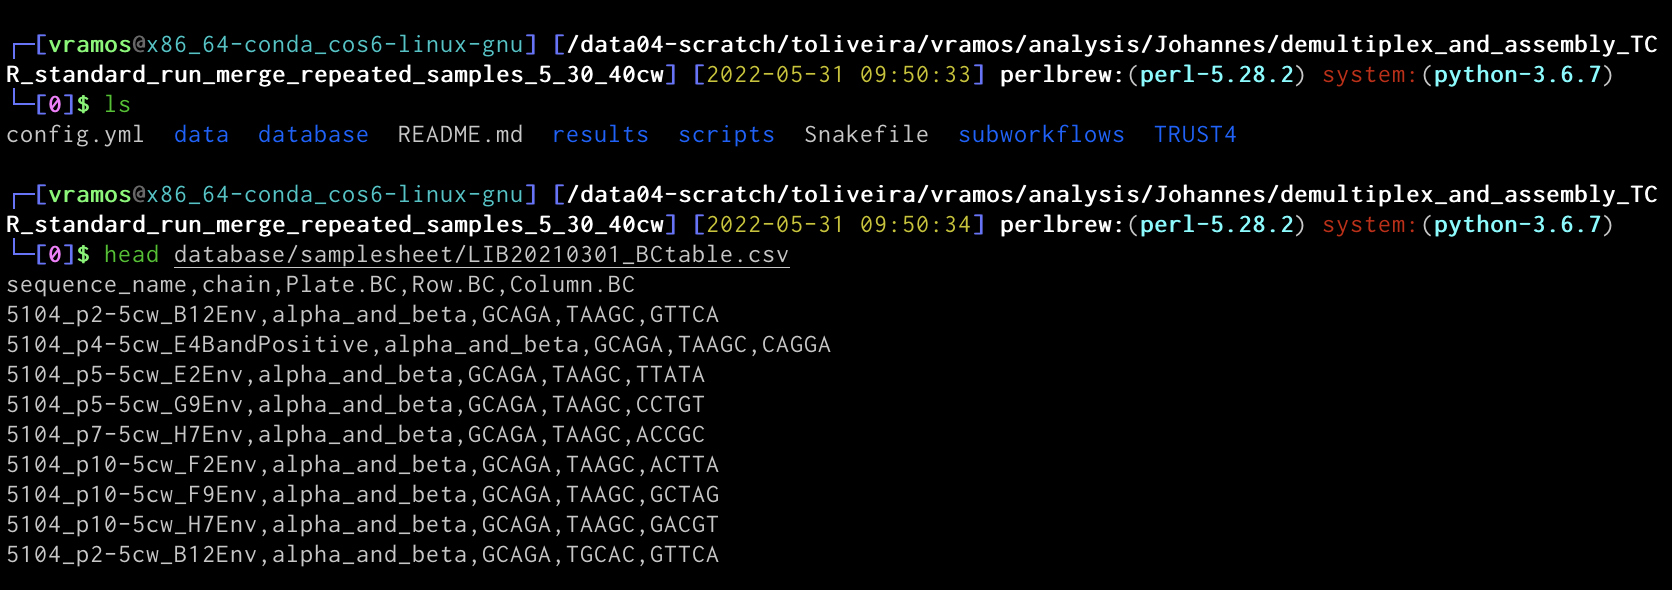 ┌─[vramos@x86_64-conda_cos6-linux-gnu] [/data04-scratch/toliveira/vramos/analysis/Johannes/demultiplex_and_assembly_TC
R_standard_run_merge_repeated_samples_5_30_40cw] [2022-05-31 09:50:33] perlbrew:(perl-5.28.2) system:(python-3.6.7)
└─[0]$ ls
config.yml  data  database  README.md  results  scripts  Snakefile  subworkflows  TRUST4
┌─[vramos@x86_64-conda_cos6-linux-gnu] [/data04-scratch/toliveira/vramos/analysis/Johannes/demultiplex_and_assembly_TC
R_standard_run_merge_repeated_samples_5_30_40cw] [2022-05-31 09:50:34] perlbrew:(perl-5.28.2) system:(python-3.6.7)
└─[0]$ head database/samplesheet/LIB20210301_BCtable.csv
sequence_name,chain,Plate.BC,Row.BC,Column.BC
5104_p2-5cw_B12Env,alpha_and_beta,GCAGA,TAAGC,GTTCA
5104_p4-5cw_E4BandPositive,alpha_and_beta,GCAGA,TAAGC,CAGGA
5104_p5-5cw_E2Env,alpha_and_beta,GCAGA,TAAGC,TTATA
5104_p5-5cw_G9Env,alpha_and_beta,GCAGA,TAAGC,CCTGT
5104_p7-5cw_H7Env,alpha_and_beta,GCAGA,TAAGC,ACCGC
5104_p10-5cw_F2Env,alpha_and_beta,GCAGA,TAAGC,ACTTA
5104_p10-5cw_F9Env,alpha_and_beta,GCAGA,TAAGC,GCTAG
5104_p10-5cw_H7Env,alpha_and_beta,GCAGA,TAAGC,GACGT
5104_p2-5cw_B12Env,alpha_and_beta,GCAGA,TGCAC,GTTCA